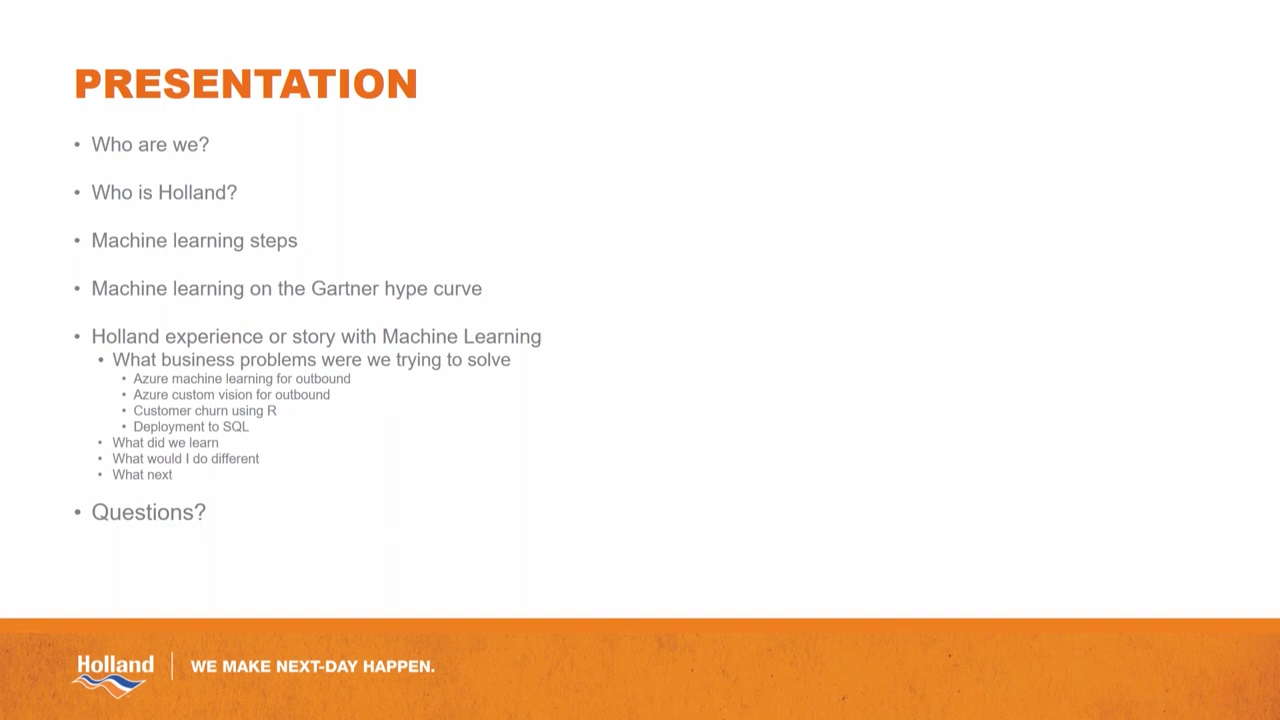 PRESENTATION
• Who are we?
• Who is Holland?
• Machine learning steps
• Machine learning on the Gartner hype curve
• Holland experience or story with Machine Learning
• What business problems were we trying to solve
• Azure machine learning for outbound
• Azure custom vision for outbound
• Customer churn using R
• Deployment to SQL
• What did we learn
• What would I do different
• What next
• Questions?
Holland | WE MAKE NEXT-DAY HAPPEN.